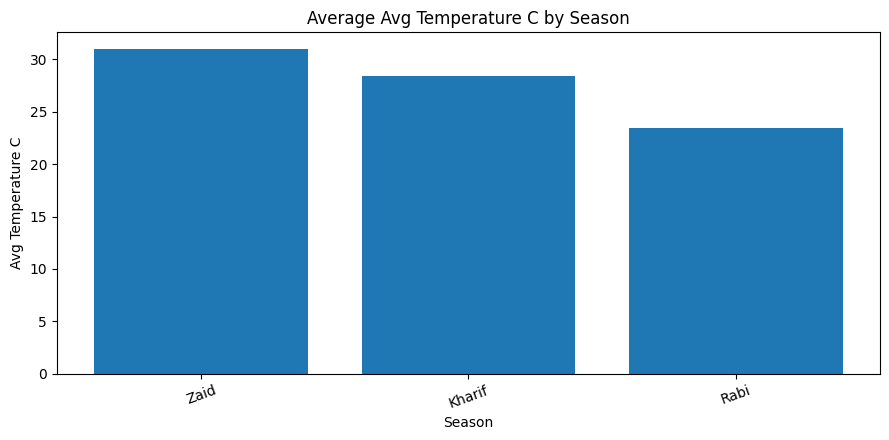 Average Avg Temperature C by Season
Avg Temperature C
30
25
20
15
10
5
0
Zaid
Kharif
Rabi
Season